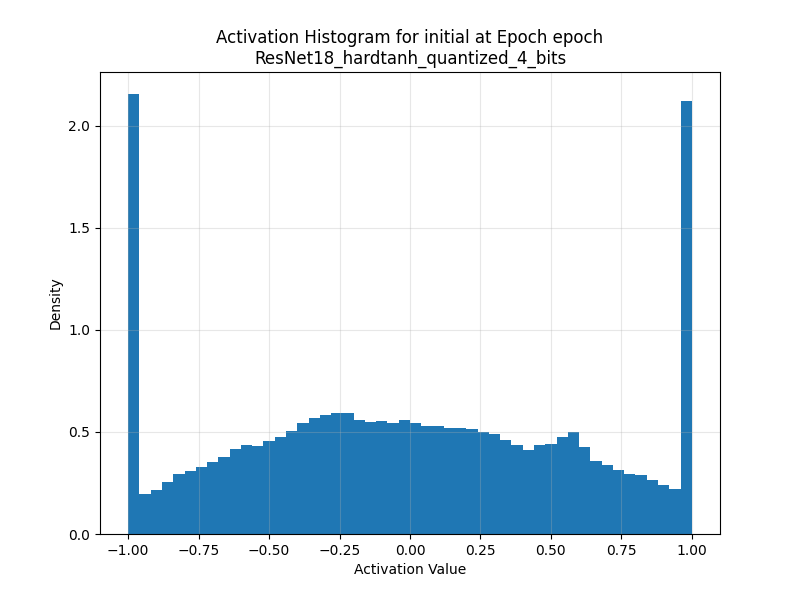 Activation Histogram for initial at Epoch epoch
ResNet18_hardtanh_quantized_4_bits
Density
2.0
1.5
1.0
0.5
0.0
−1.00 −0.75 −0.50 −0.25 0.00 0.25 0.50 0.75 1.00
Activation Value